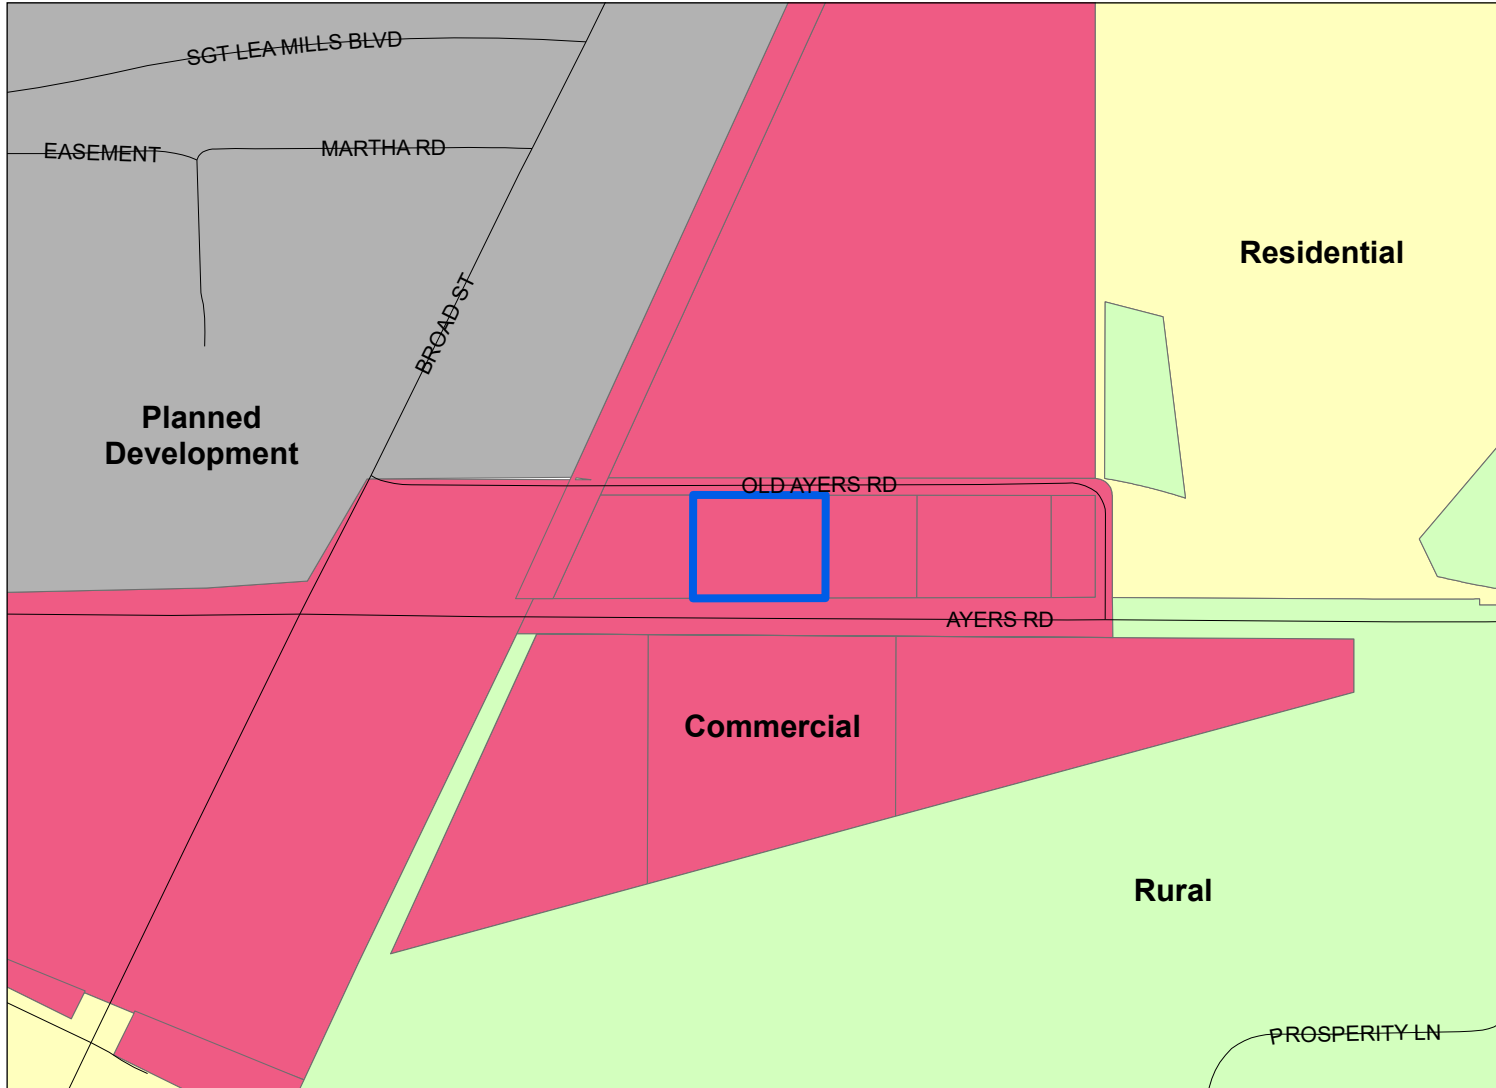 SGT LEA MILLS BLVD
EASEMENT
MARTHA RD
Residential
BROAD ST
Planned
Development
OLD AYERS RD
AYERS RD
Commercial
Rural
PROSPERITY LN